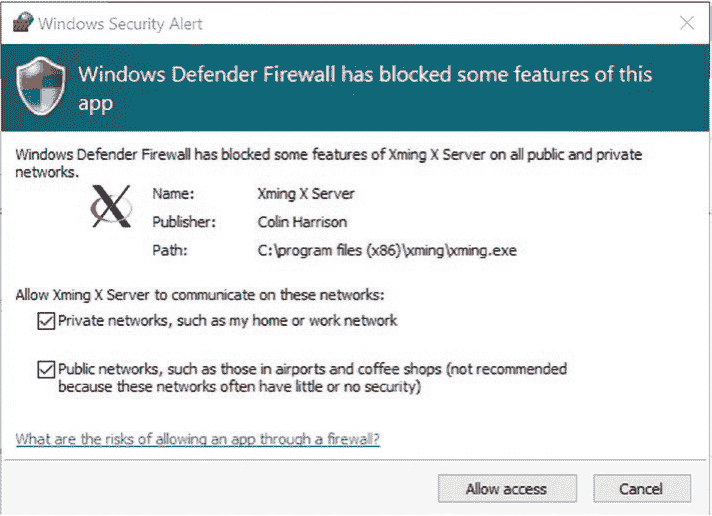 Windows Security Alert
Windows Defender Firewall has blocked some features of this
app
Windows Defender Firewall has blocked some features of Xming X Server on all public and private
networks.
Name: Xming X Server
Publisher: Colin Harrison
Path: C:\program files (x86)\xming\xming.exe
Allow Xming X Server to communicate on these networks:
Private networks, such as my home or work network
Public networks, such as those in airports and coffee shops (not recommended
because these networks often have little or no security)
What are the risks of allowing an app through a firewall?
Allow access Cancel